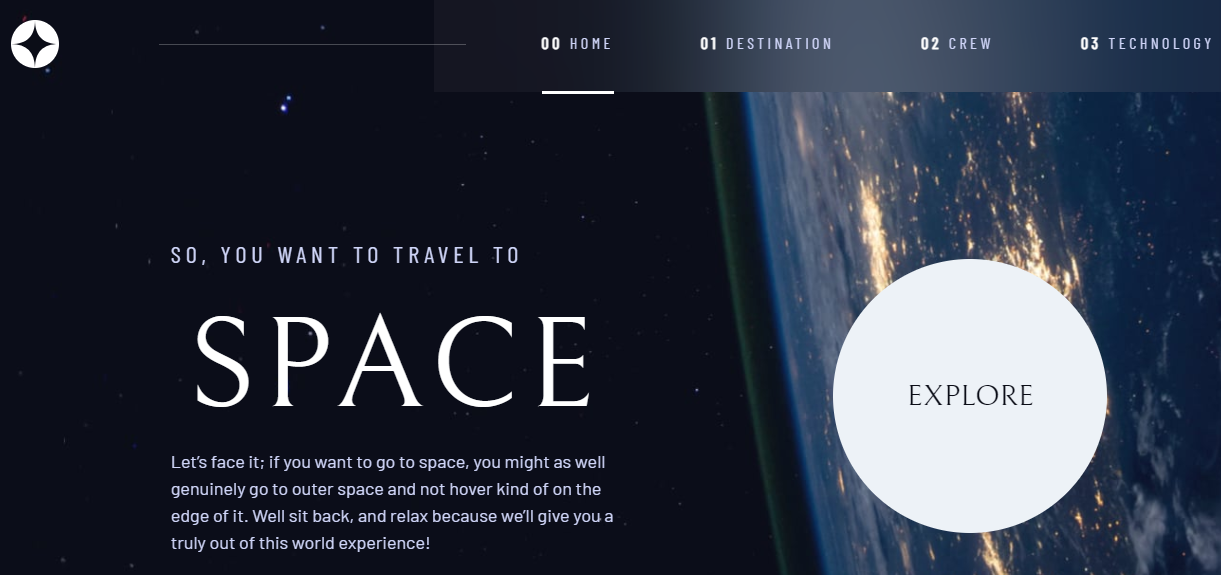 00 HOME 01 DESTINATION 02 CREW 03 TECHNOLOGY
SO, YOU WANT TO TRAVEL TO
SPACE
EXPLORE
Let’s face it; if you want to go to space, you might as well
genuinely go to outer space and not hover kind of on the
edge of it. Well sit back, and relax because we’ll give you a
truly out of this world experience!